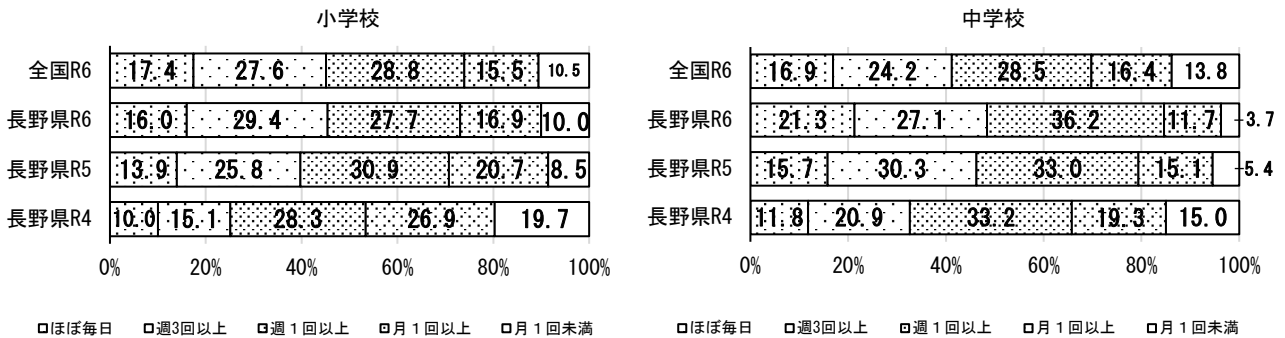 小学校
全国R6 17.4 27.6 28.8 15.5 10.5
長野県R6 16.0 29.4 27.7 16.9 10.0
長野県R5 13.9 25.8 30.9 20.7 8.5
長野県R4 10.0 15.1 28.3 26.9 19.7
0% 20% 40% 60% 80% 100%
ほぼ毎日 週3回以上 週１回以上 月１回以上 月１回未満
中学校
全国R6 16.9 24.2 28.5 16.4 13.8
長野県R6 21.3 27.1 36.2 11.7 3.7
長野県R5 15.7 30.3 33.0 15.1 5.4
長野県R4 11.8 20.9 33.2 19.3 15.0
0% 20% 40% 60% 80% 100%
ほぼ毎日 週3回以上 週１回以上 月１回以上 月１回未満